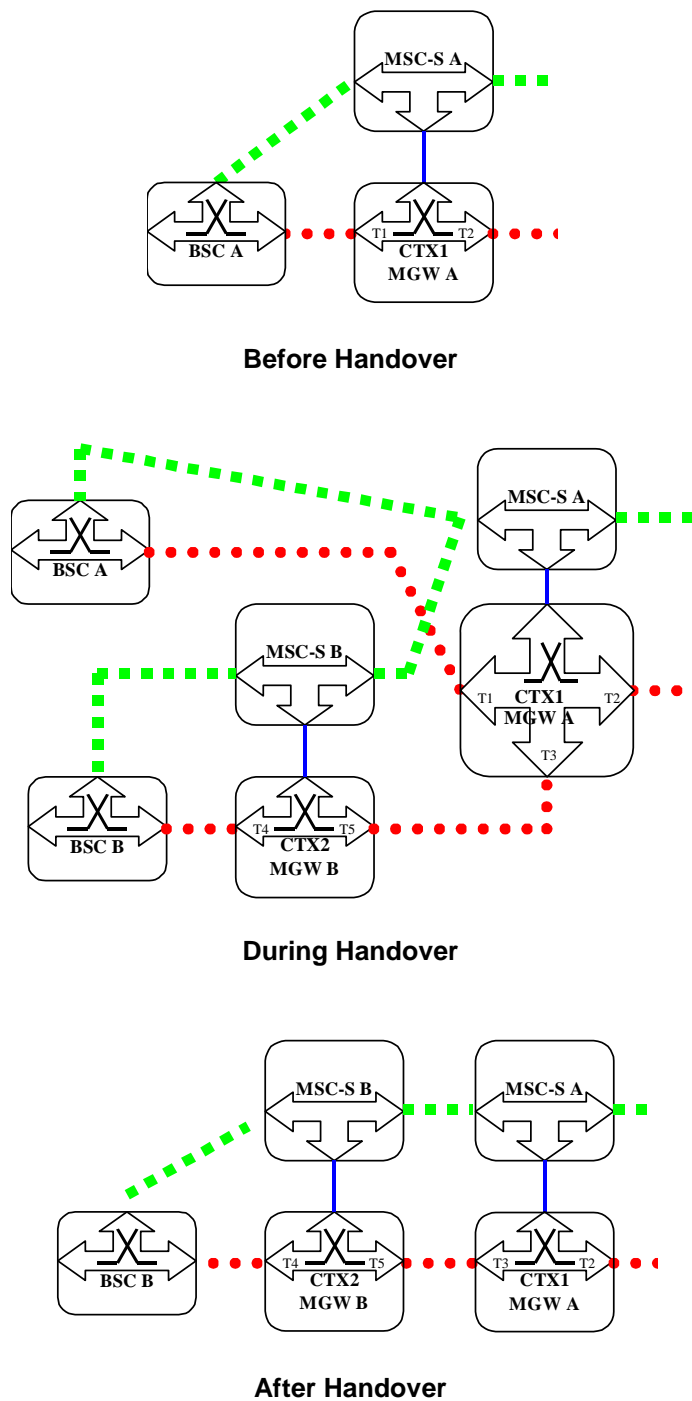 MSC-S A
T1
T2
BSC A
CTX1
MGW A
Before Handover
MSC-S A
BSC A
MSC-S B
T1
CTX1
T2
MGW A
T3
T4
T5
BSC B
CTX2
MGW B
During Handover
MSC-S B
MSC-S A
T4
T5
T3
T2
BSC B
CTX2
CTX1
MGW B
MGW A
After Handover